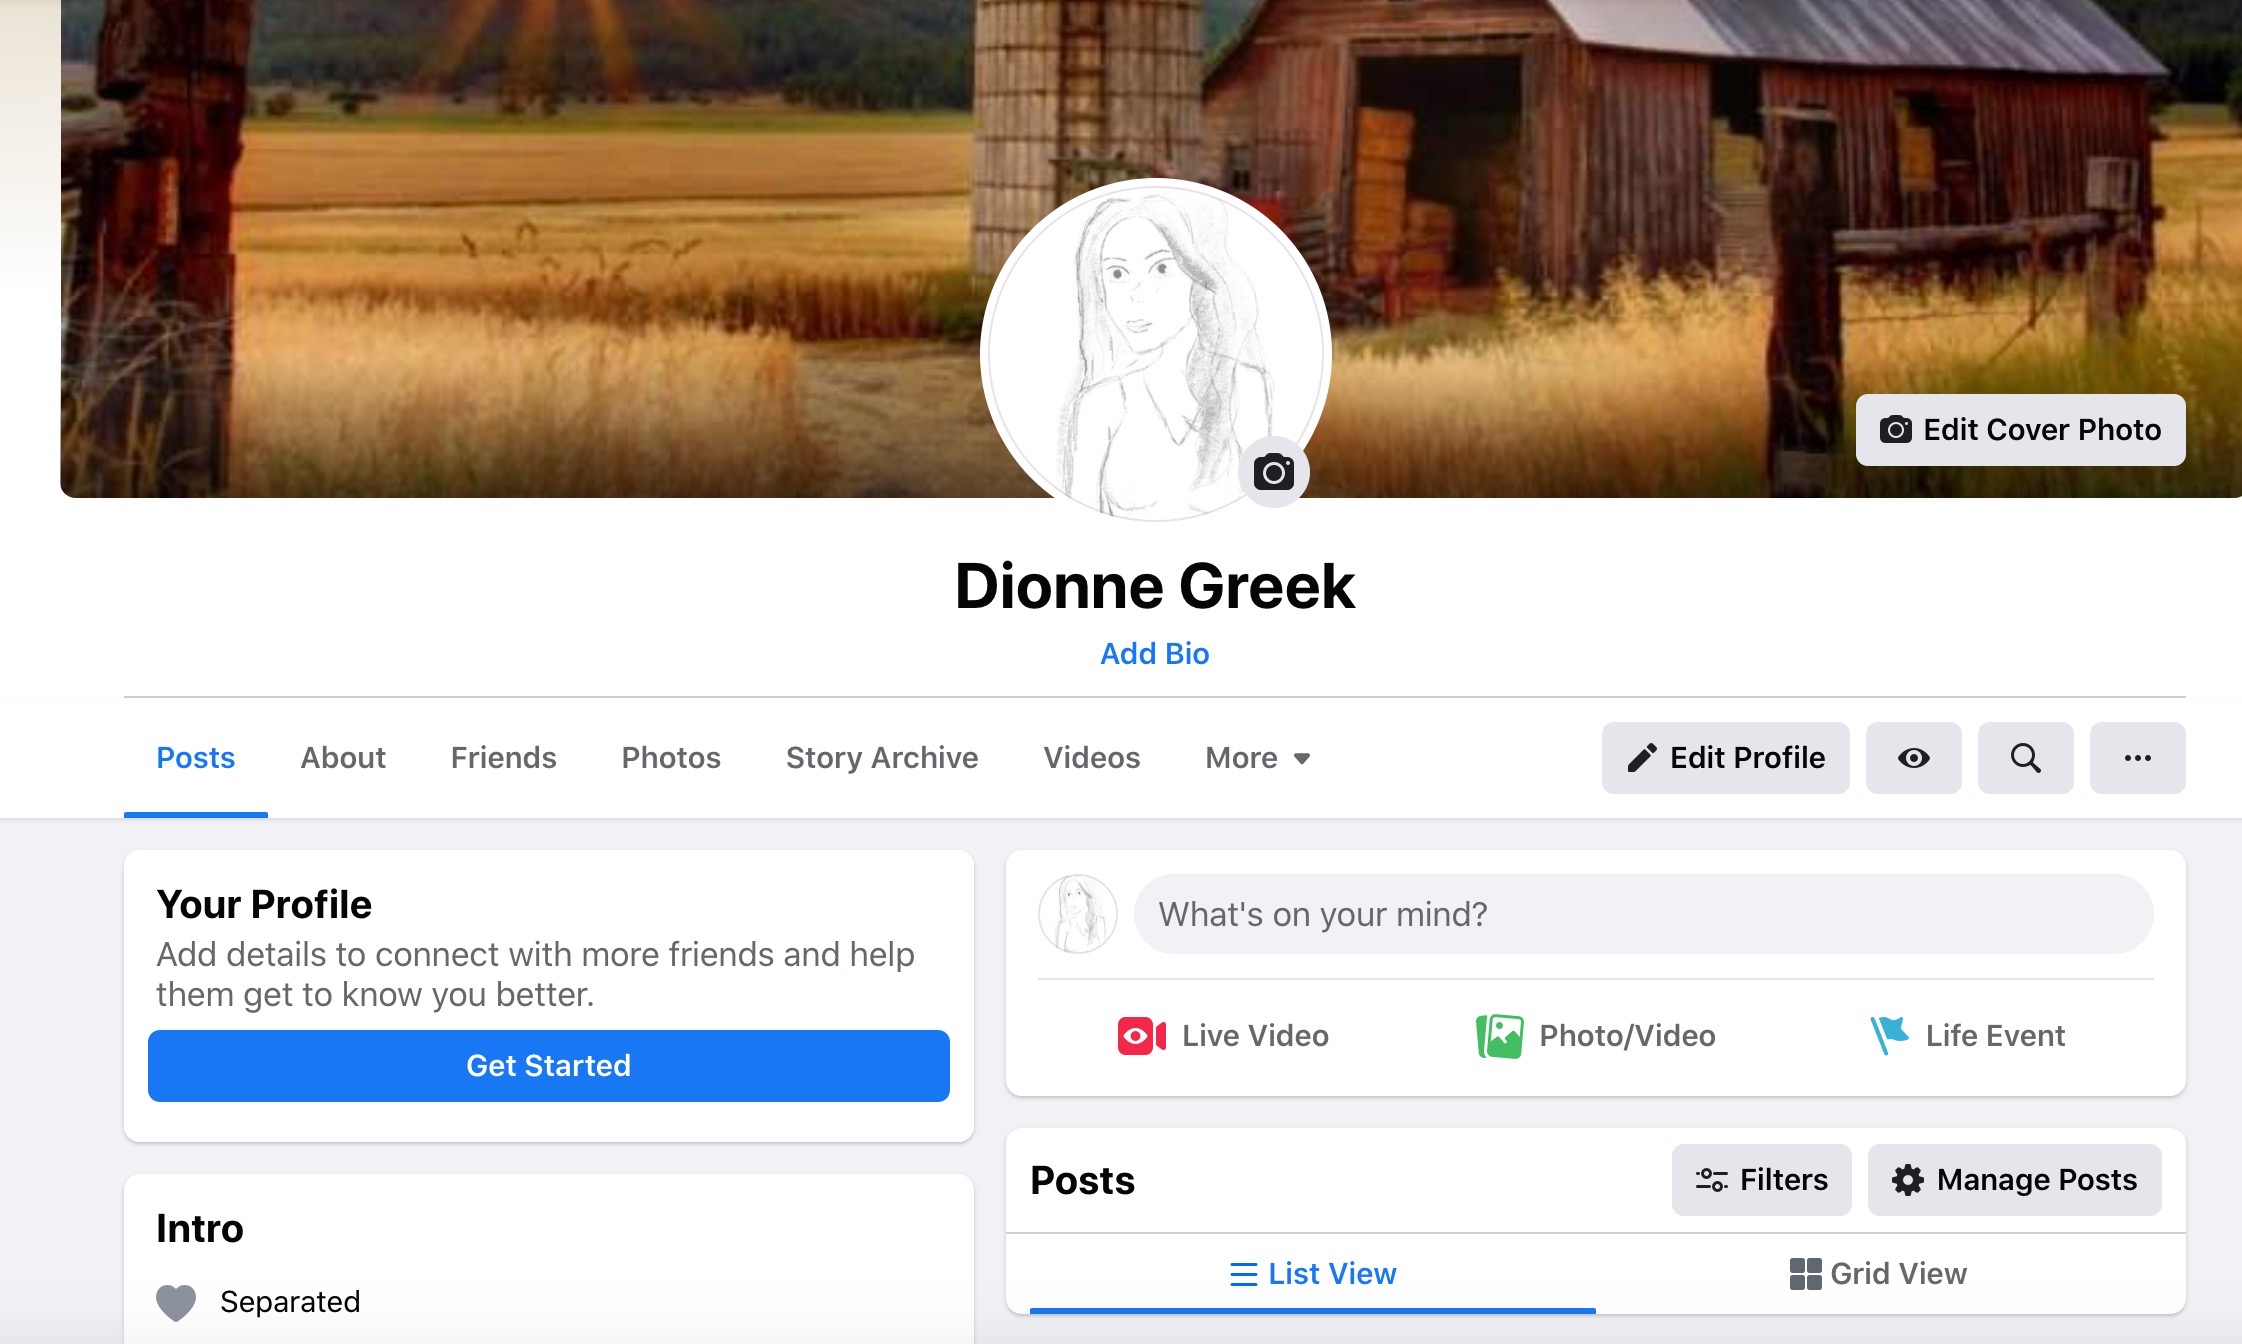 Edit Cover Photo
Dionne Greek
Add Bio
Posts
About
Friends
Photos
Story Archive
Videos
More
Edit Profile
Your Profile
Add details to connect with more friends and help
them get to know you better.
Get Started
Intro
Separated
What's on your mind?
Live Video
Photo/Video
Life Event
Posts
Filters
Manage Posts
List View
Grid View